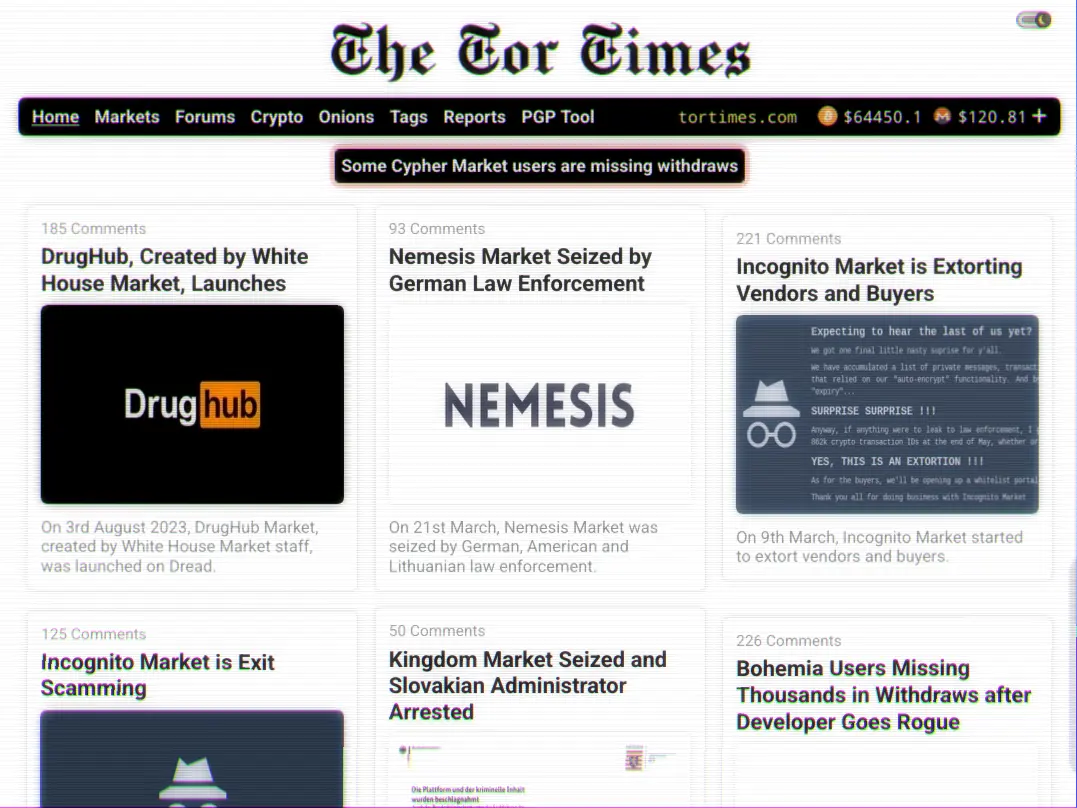 The Tor Times
Home Markets Forums Crypto Onions Tags Reports PGP Tool tortimes.com $64450.1 $120.81 +
Some Cypher Market users are missing withdraws
185 Comments
DrugHub, Created by White
House Market, Launches
Drug hub
On 3rd August 2023, DrugHub Market,
created by White House Market staff,
was launched on Dread.
93 Comments
Nemesis Market Seized by
German Law Enforcement
NEMESIS
On 21st March, Nemesis Market was
seized by German, American and
Lithuanian law enforcement.
221 Comments
Incognito Market is Extorting
Vendors and Buyers
Expecting to hear the last of us yet?
We got one final little nasty suprise for y'all.
We have accumulated a list of private messages, transact
that relied on our "auto-encrypt" functionality. And b
"expiry"...
SURPRISE SURPRISE !!!
Anyway, if anything were to leak to law enforcement, I
862k crypto transaction IDs at the end of May, whether or
YES, THIS IS AN EXTORTION !!!
As for the buyers, we'll be opening up a whitelist portal
Thank you all for doing business with Incognito Market
On 9th March, Incognito Market started
to extort vendors and buyers.
125 Comments
Incognito Market is Exit
Scamming
50 Comments
Kingdom Market Seized and
Slovakian Administrator
Arrested
Die Plattform und der kriminelle Inhalt
wurden beschlagnahmt
226 Comments
Bohemia Users Missing
Thousands in Withdraws after
Developer Goes Rogue